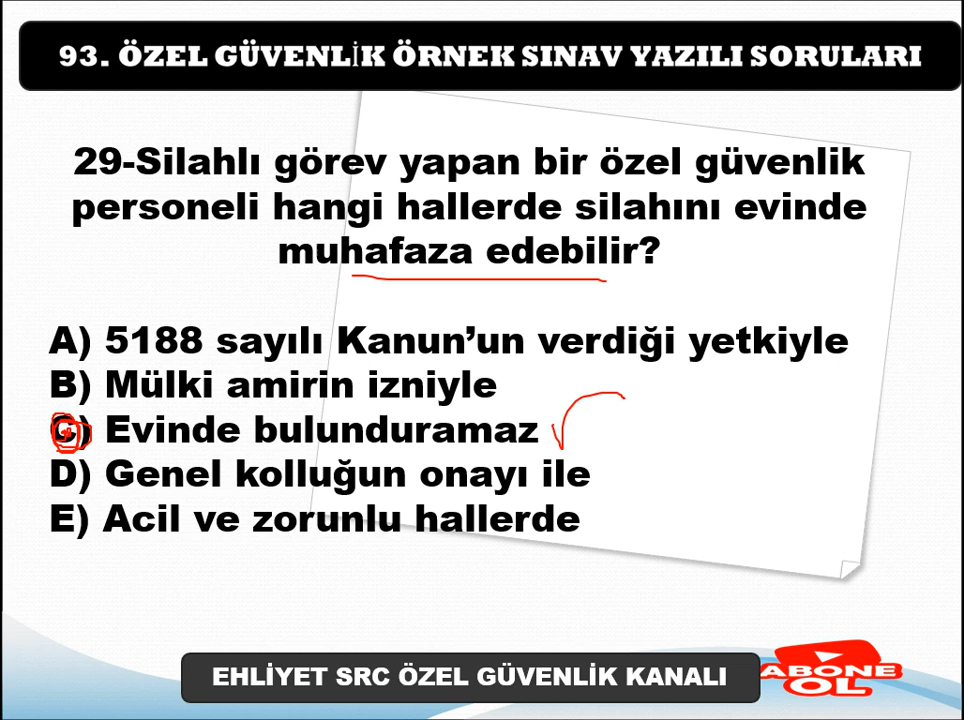 93. ÖZEL GÜVENLİK ÖRNEK SINAV YAZILI SORULARI
29-Silahlı görev yapan bir özel güvenlik
personeli hangi hallerde silahını evinde
muhafaza edebilir?
A) 5188 sayılı Kanun’un verdiği yetkiyle
B) Mülki amirin izniyle
C) Evinde bulunduramaz
D) Genel kolluğun onayı ile
E) Acil ve zorunlu hallerde
EHLİYET SRC ÖZEL GÜVENLİK KANALI
ABONE
OL